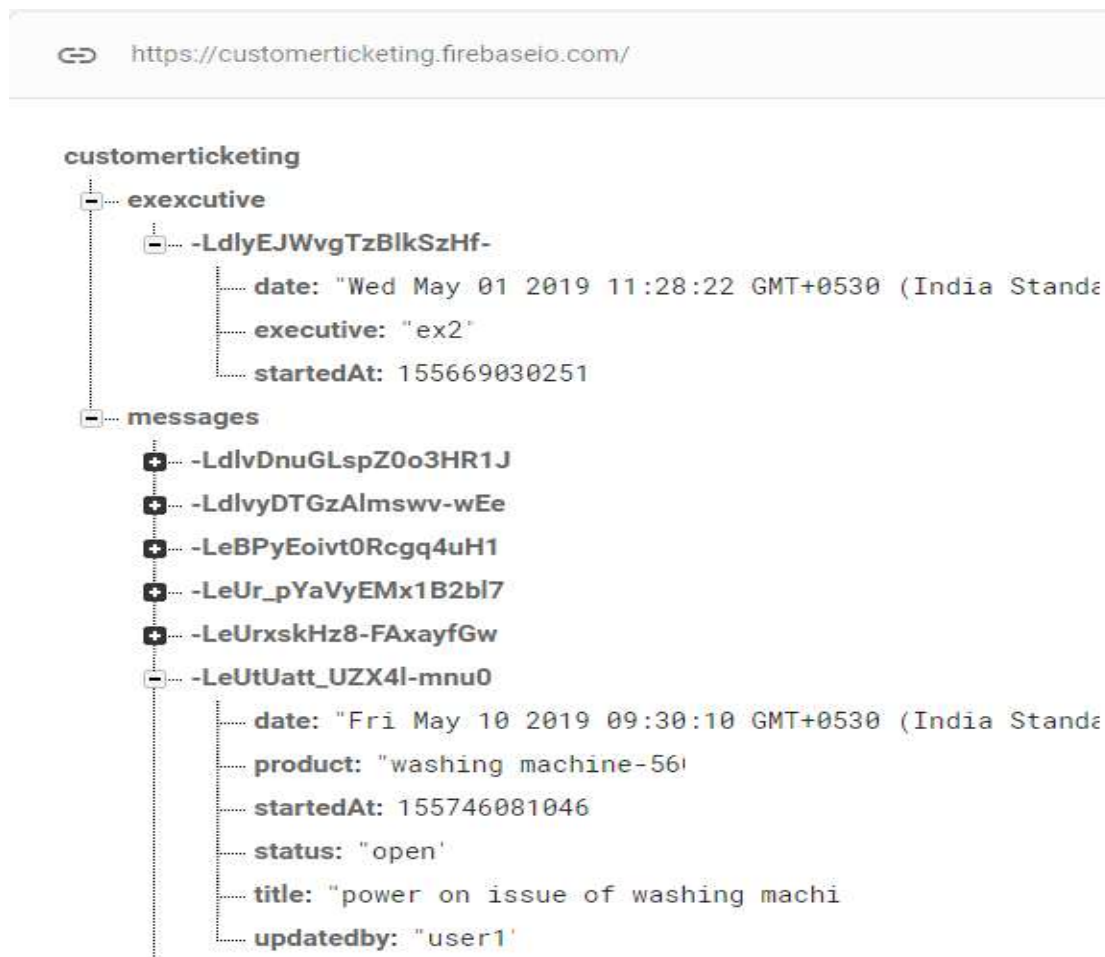 https://customerticketing.firebaseio.com/
customerticketing
exexcutive
-LdlyEJWvgTzBlkSzHf-
date: "Wed May 01 2019 11:28:22 GMT+0530 (India Standa
executive: "ex2"
startedAt: 155669030251
messages
-LdlvDnuGLspZ0o3HR1J
-LdlvyDTGzAlmswv-wEe
-LeBPyEoivt0Rcgq4uH1
-LeUr_pYaVyEMx1B2bl7
-LeUrxskHz8-FAxayfGw
-LeUtUatt_UZX4l-mnu0
date: "Fri May 10 2019 09:30:10 GMT+0530 (India Standa
product: "washing machine-56
startedAt: 155746081046
status: "open'
title: "power on issue of washing machi
updatedby: "user1'